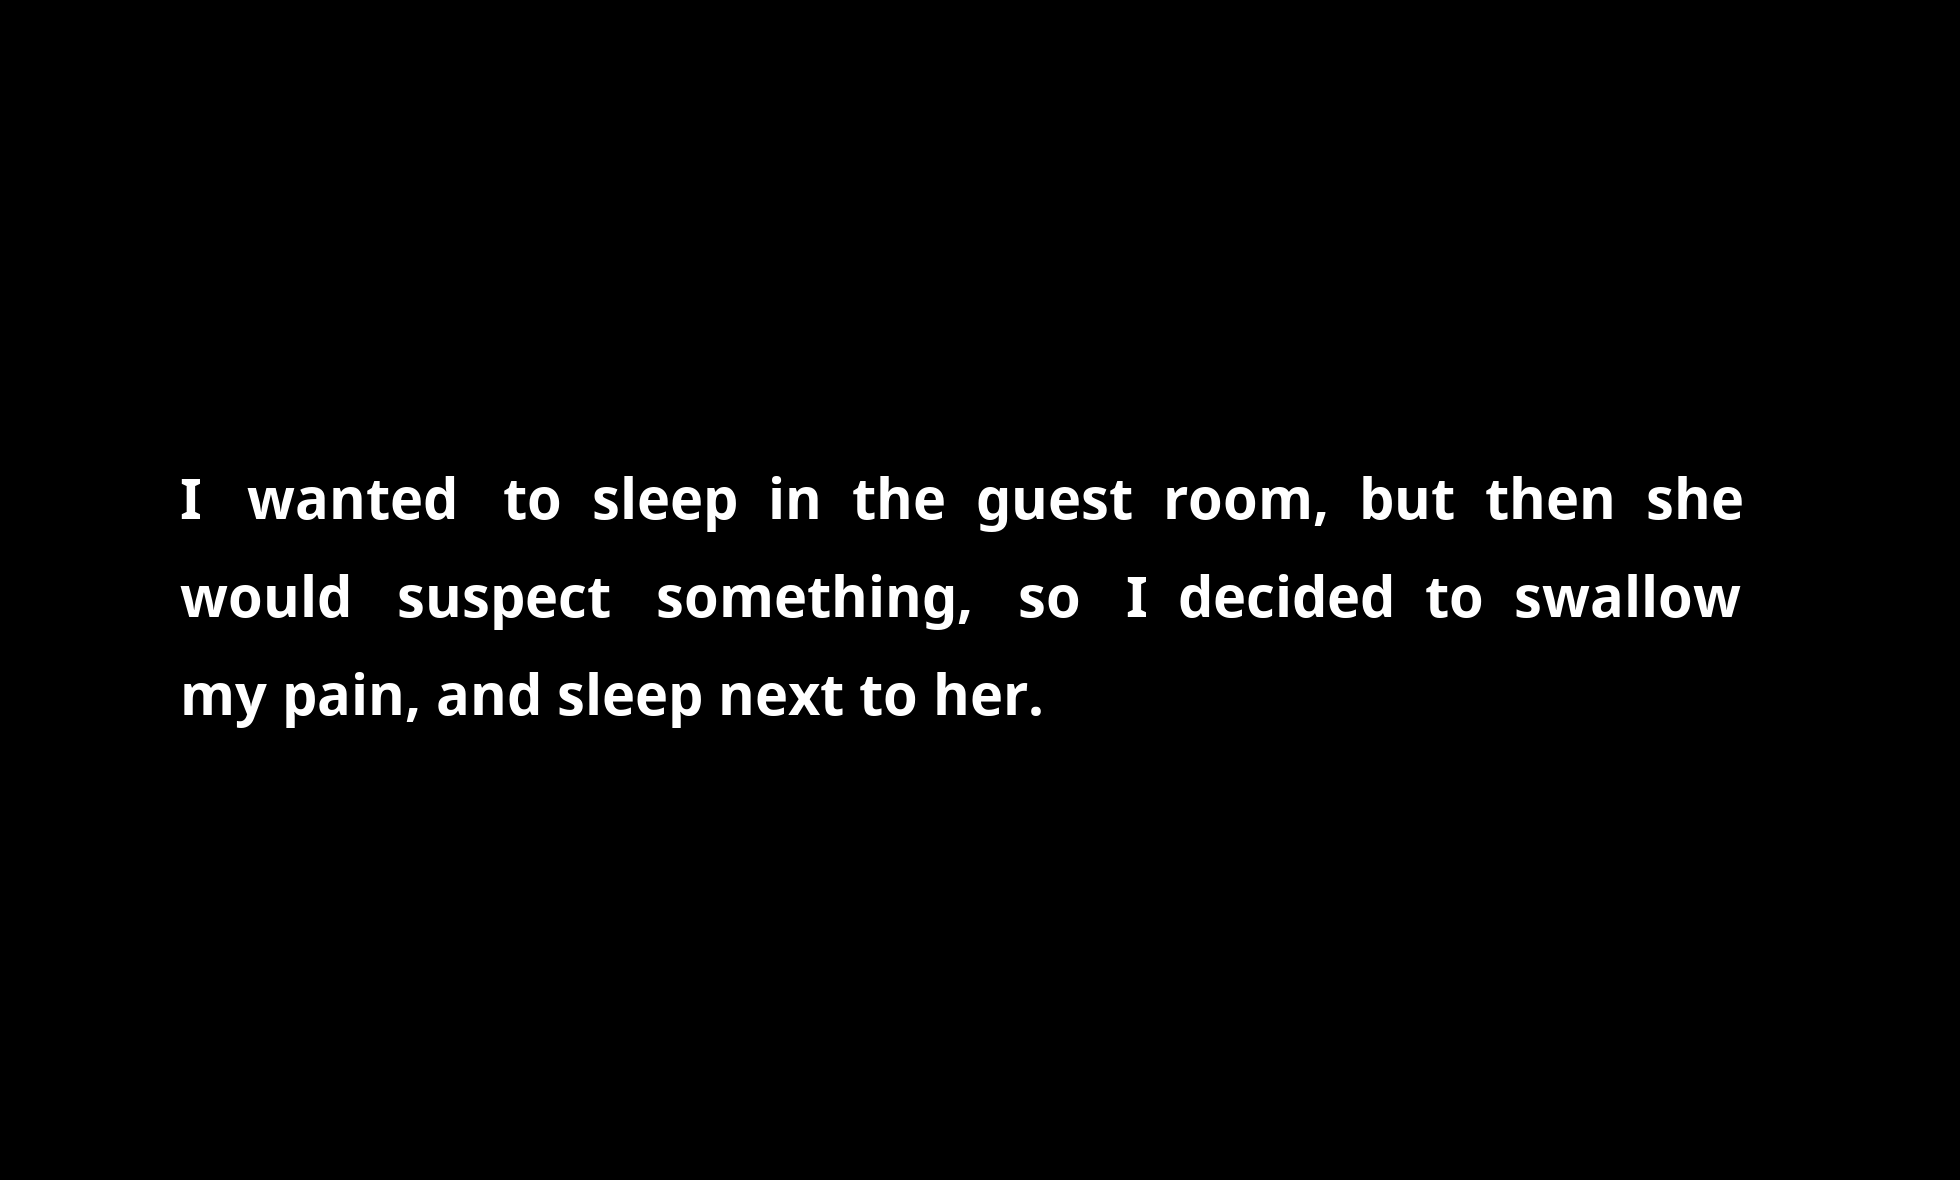 I wanted to sleep in the guest room, but then she
would suspect something, so I decided to swallow
my pain, and sleep next to her.